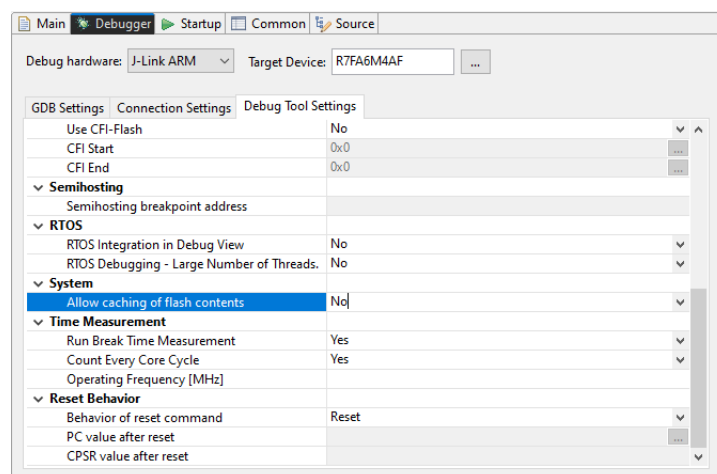 Main Debugger Startup Common Source
Debug hardware: J-Link ARM Target Device: R7FA6M4AF ...
GDB Settings Connection Settings Debug Tool Settings
Use CFI-Flash No
CFI Start 0x0 ...
CFI End 0x0 ...
Semihosting
Semihosting breakpoint address
RTOS
RTOS Integration in Debug View No
RTOS Debugging - Large Number of Threads. No
System
Allow caching of flash contents No
Time Measurement
Run Break Time Measurement Yes
Count Every Core Cycle Yes
Operating Frequency [MHz]
Reset Behavior
Behavior of reset command Reset
PC value after reset ...
CPSR value after reset